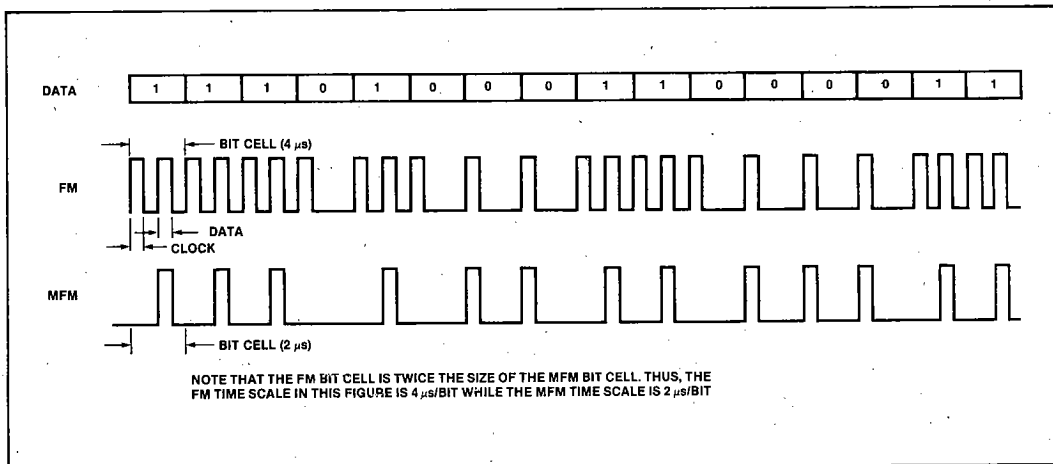 DATA 1 1 1 0 1 0 0 0 1 1 0 0 0 0 1 1
BIT CELL (4 μs)
FM
DATA
CLOCK
MFM
BIT CELL (2 μs)
NOTE THAT THE FM BIT CELL IS TWICE THE SIZE OF THE MFM BIT CELL. THUS, THE
FM TIME SCALE IN THIS FIGURE IS 4 μs/BIT WHILE THE MFM TIME SCALE IS 2 μs/BIT